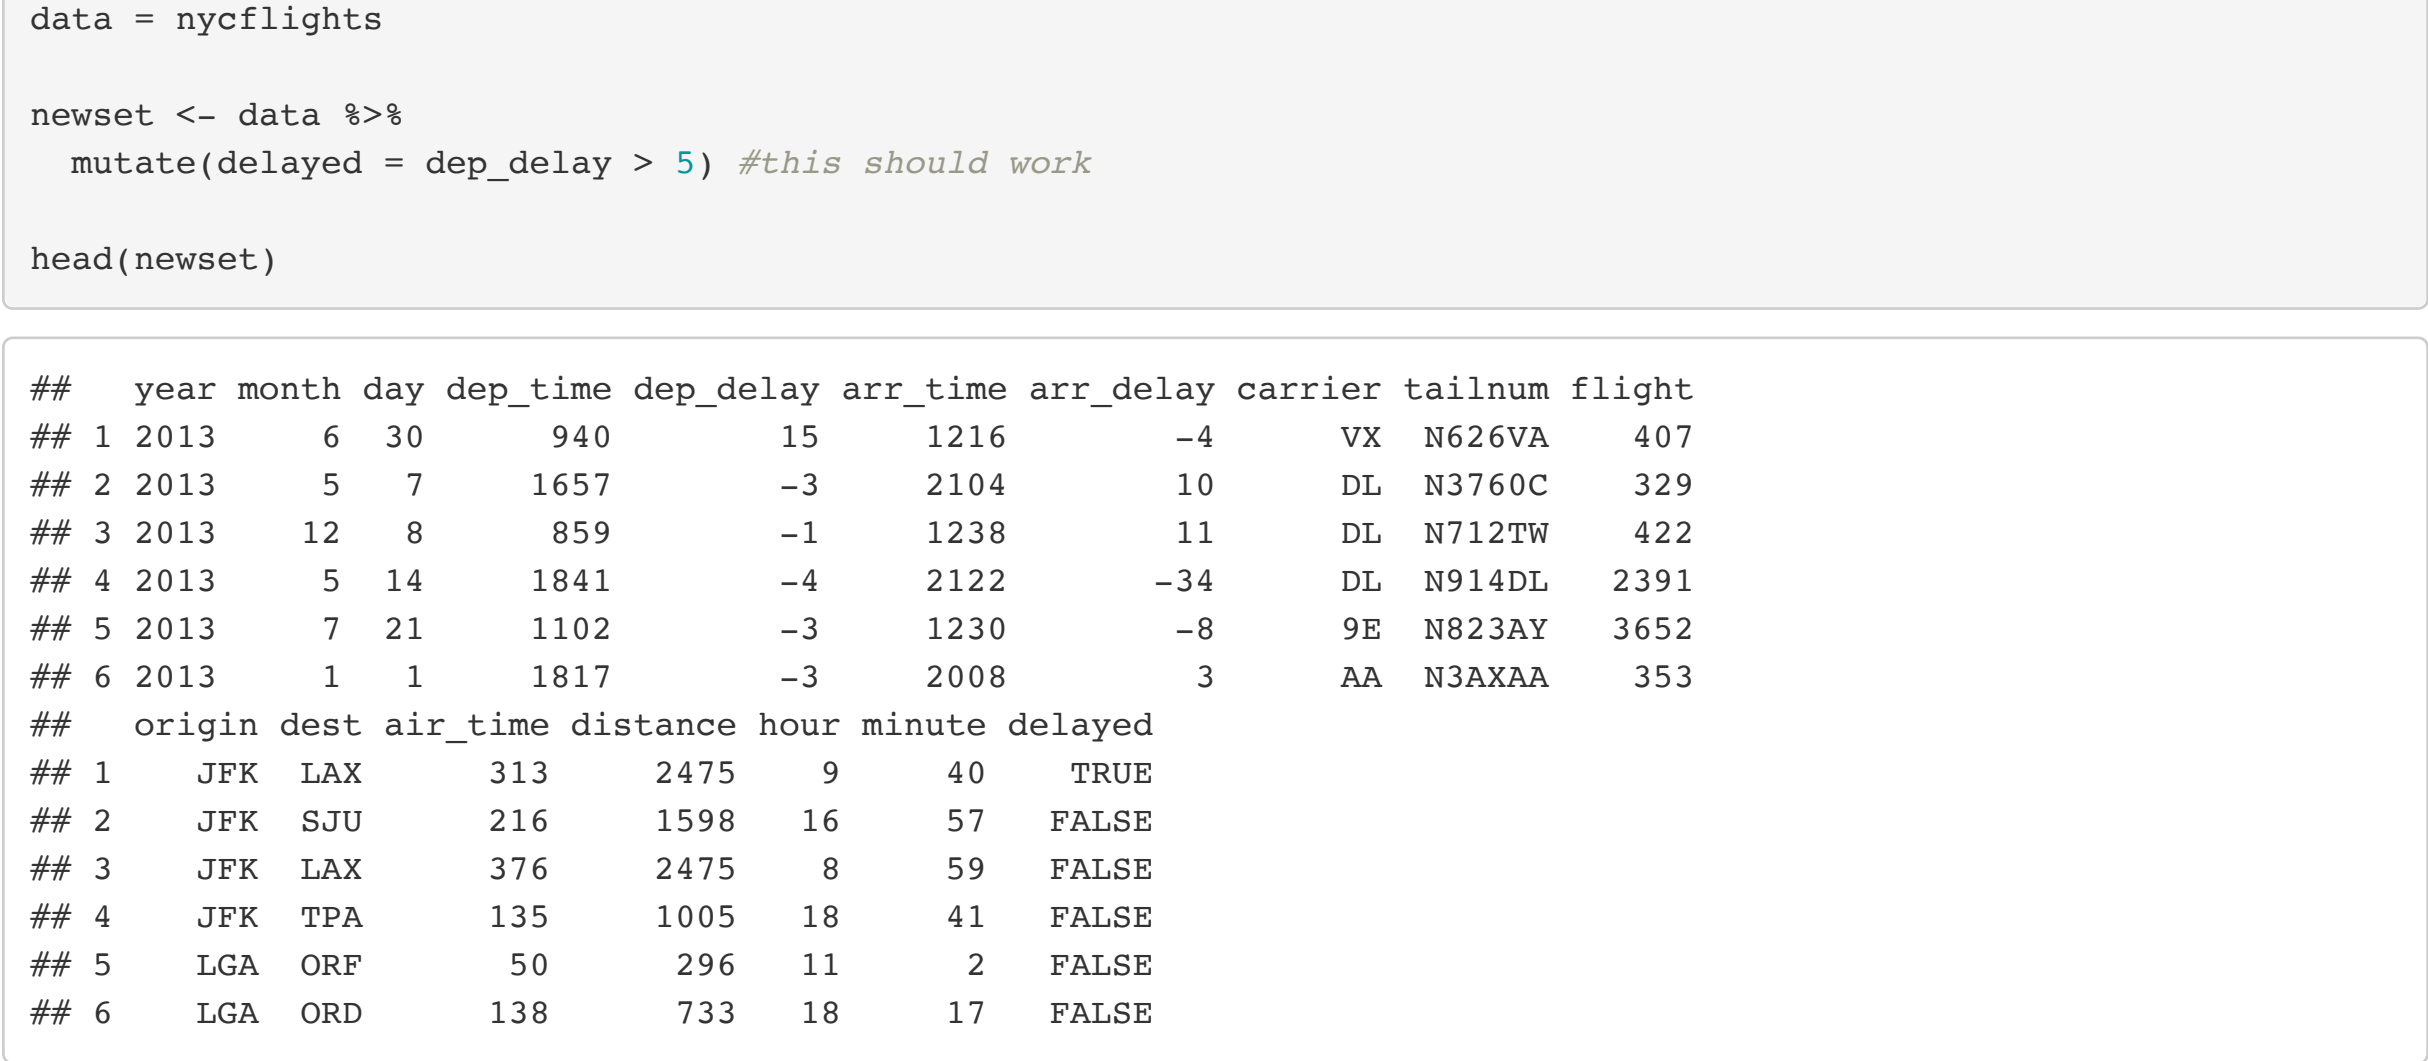 data = nycflights
newset <- data %>%
  mutate(delayed = dep_delay > 5) #this should work
head(newset)
##   year month day dep_time dep_delay arr_time arr_delay carrier tailnum flight
## 1 2013     6  30      940        15     1216        -4      VX  N626VA    407
## 2 2013     5   7     1657        -3     2104        10      DL  N3760C    329
## 3 2013    12   8      859        -1     1238        11      DL  N712TW    422
## 4 2013     5  14     1841        -4     2122       -34      DL  N914DL   2391
## 5 2013     7  21     1102        -3     1230        -8      9E  N823AY   3652
## 6 2013     1   1     1817        -3     2008         3      AA  N3AXAA    353
##   origin dest air_time distance hour minute delayed
## 1    JFK  LAX      313     2475    9     40    TRUE
## 2    JFK  SJU      216     1598   16     57   FALSE
## 3    JFK  LAX      376     2475    8     59   FALSE
## 4    JFK  TPA      135     1005   18     41   FALSE
## 5    LGA  ORF       50      296   11      2   FALSE
## 6    LGA  ORD      138      733   18     17   FALSE